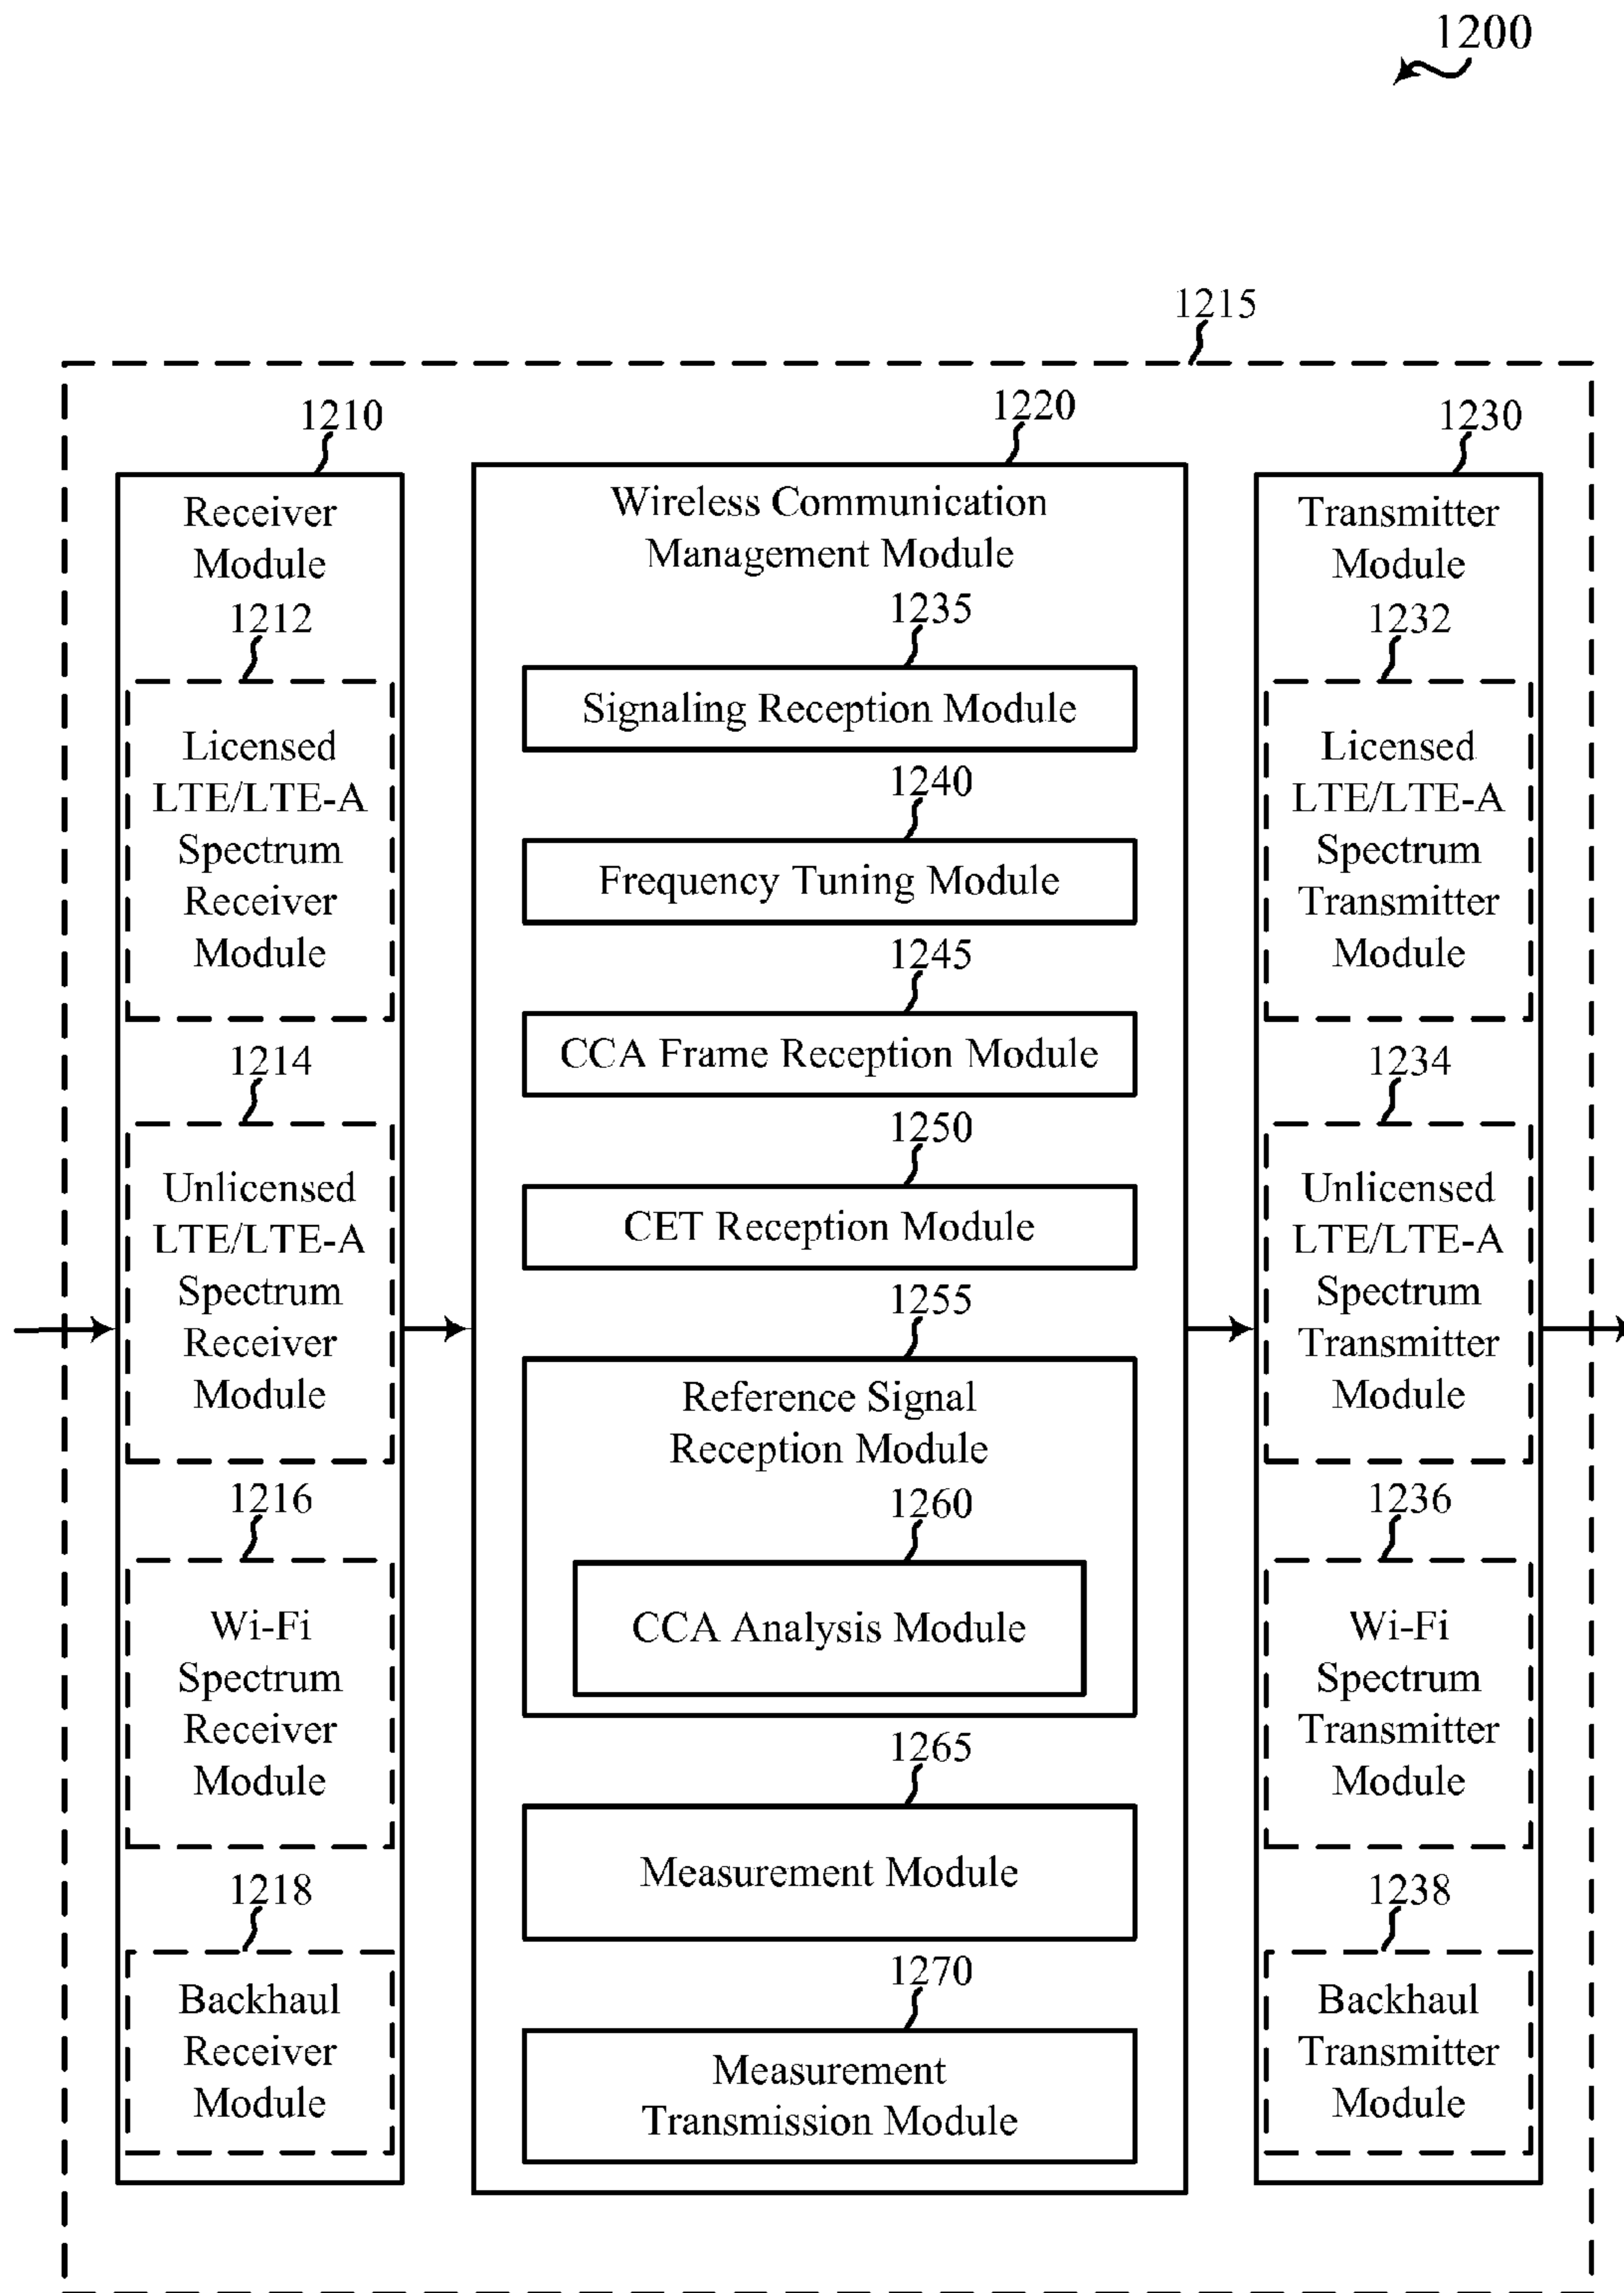 1200
1215
1210
Receiver
Module
1212
Licensed
LTE/LTE-A
Spectrum
Receiver
Module
1214
Unlicensed
LTE/LTE-A
Spectrum
Receiver
Module
1216
Wi-Fi
Spectrum
Receiver
Module
1218
Backhaul
Receiver
Module
1220
Wireless Communication
Management Module
1235
Signaling Reception Module
1240
Frequency Tuning Module
1245
CCA Frame Reception Module
1250
CET Reception Module
1255
Reference Signal
Reception Module
1260
CCA Analysis Module
1265
Measurement Module
1270
Measurement
Transmission Module
1230
Transmitter
Module
1232
Licensed
LTE/LTE-A
Spectrum
Transmitter
Module
1234
Unlicensed
LTE/LTE-A
Spectrum
Transmitter
Module
1236
Wi-Fi
Spectrum
Transmitter
Module
1238
Backhaul
Transmitter
Module